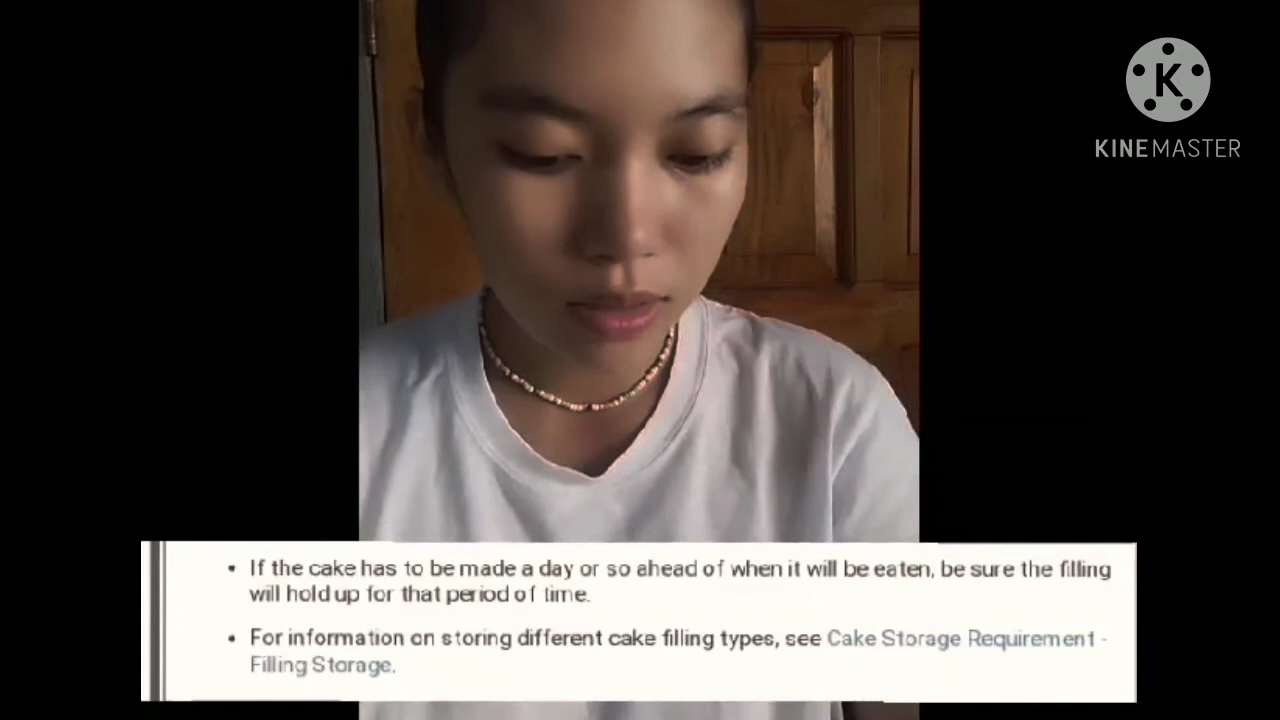 K
KINEMASTER
• If the cake has to be made a day or so ahead of when it will be eaten, be sure the filling
will hold up for that period of time.
• For information on storing different cake filling types, see Cake Storage Requirement -
Filling Storage.